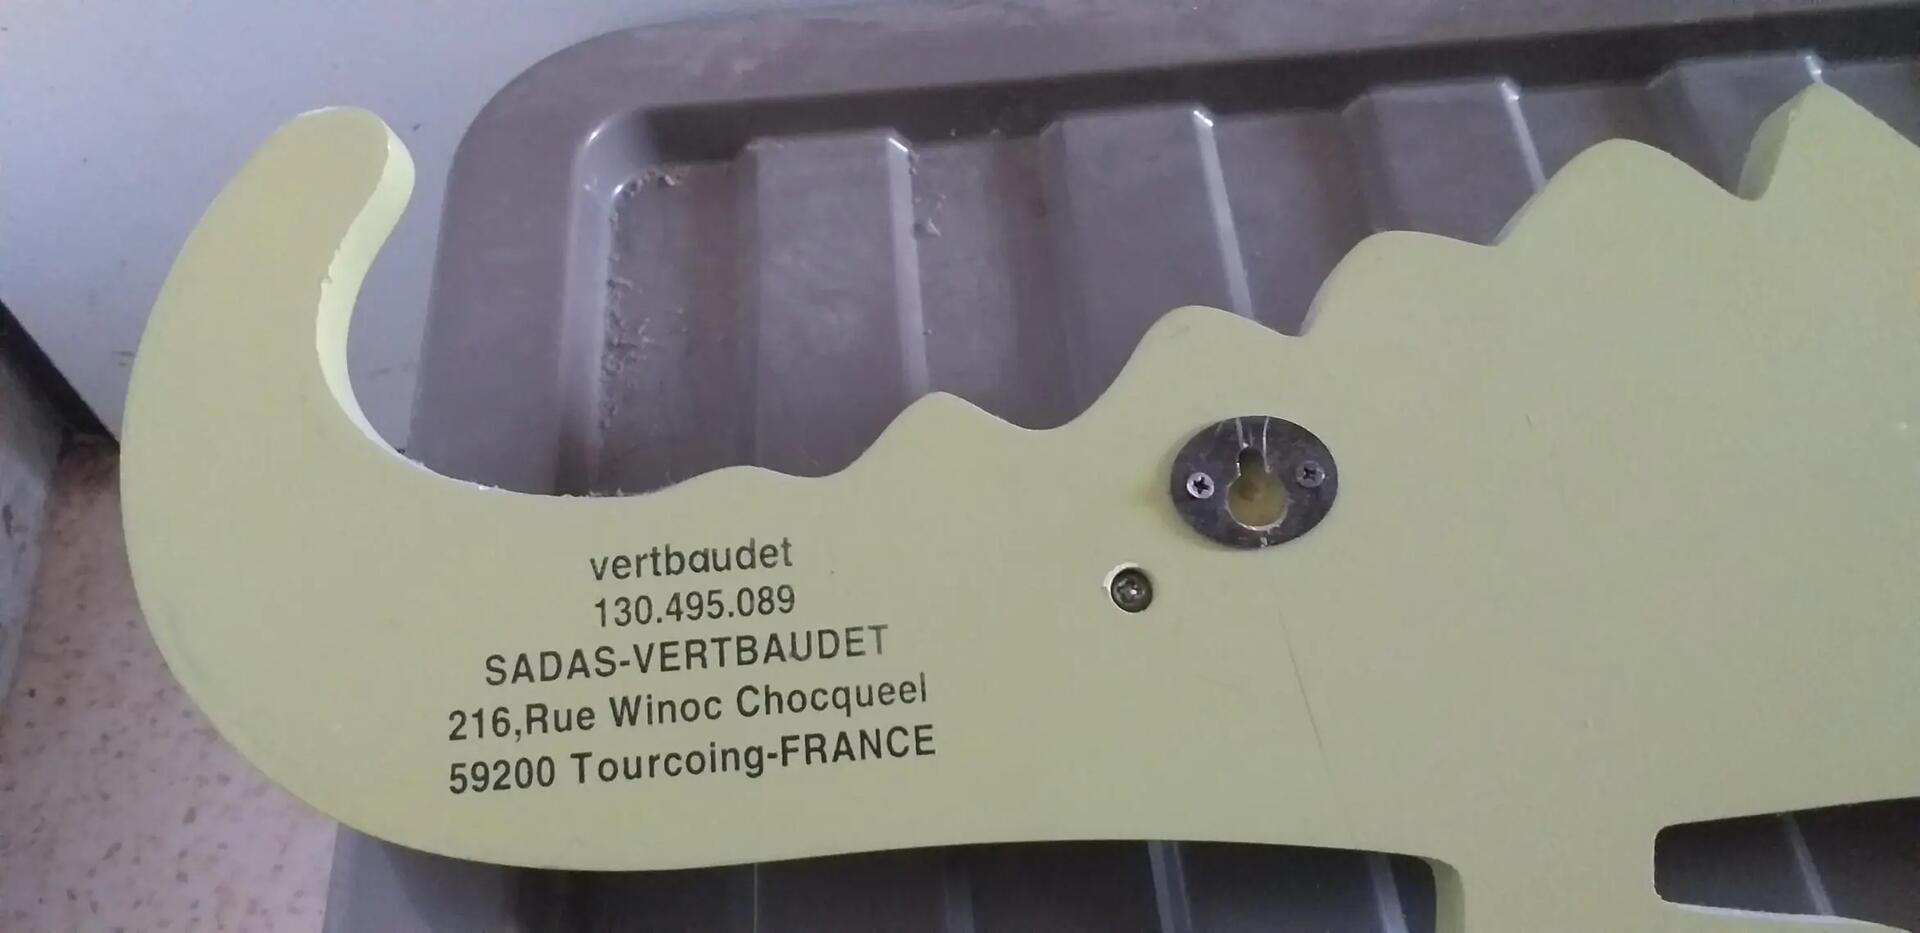 vertbaudet
130.495.089
SADAS-VERTBAUDET
216,Rue Winoc Chocqueel
59200 Tourcoing-FRANCE